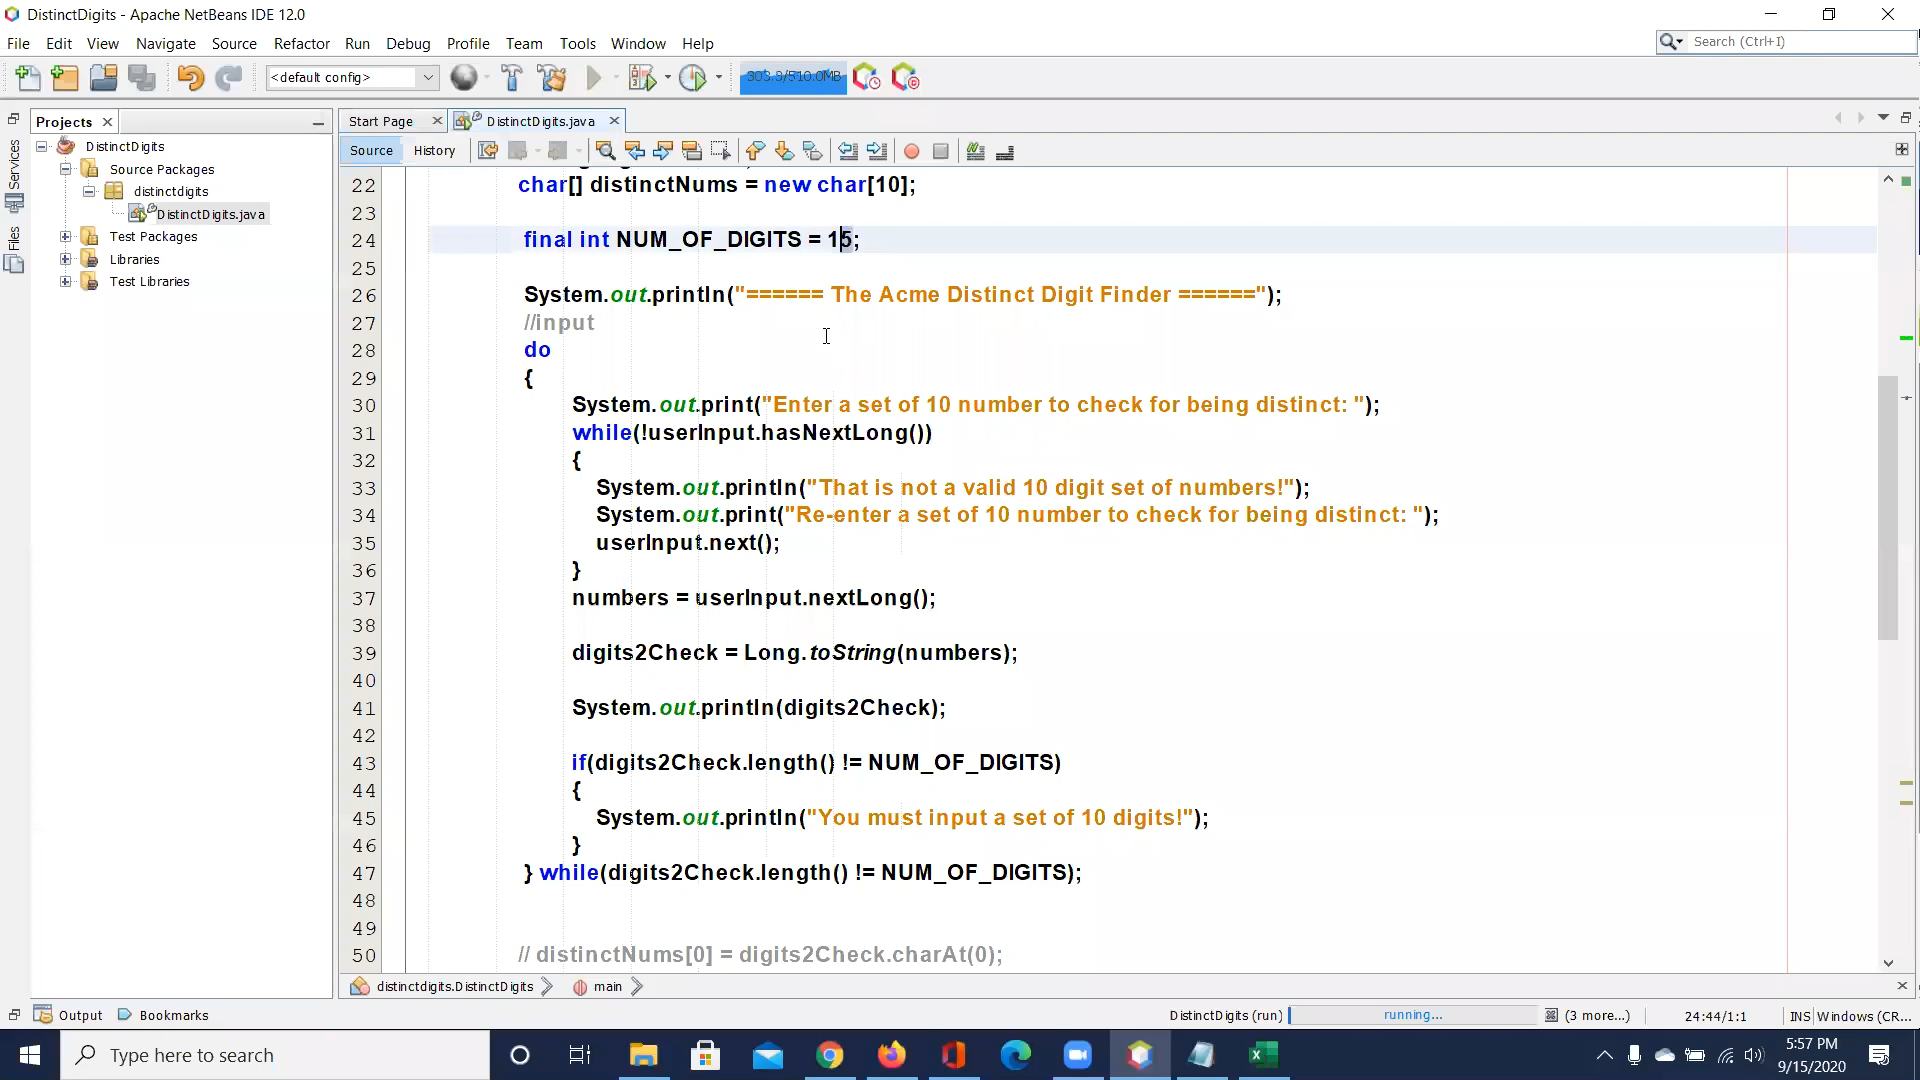 DistinctDigits - Apache NetBeans IDE 12.0
File Edit View Navigate Source Refactor Run Debug Profile Team Tools Window Help
Search (Ctrl+I)
<default config>
303.3/510.0MB
Projects
Start Page
DistinctDigits.java
Services
Files
DistinctDigits
Source Packages
distinctdigits
DistinctDigits.java
Test Packages
Libraries
Test Libraries
Source History
22 char[] distinctNums = new char[10];
23
24 final int NUM_OF_DIGITS = 15;
25
26 System.out.println("====== The Acme Distinct Digit Finder ======");
27 //input
28 do
29 {
30 System.out.print("Enter a set of 10 number to check for being distinct: ");
31 while(!userInput.hasNextLong())
32 {
33 System.out.println("That is not a valid 10 digit set of numbers!");
34 System.out.print("Re-enter a set of 10 number to check for being distinct: ");
35 userInput.next();
36 }
37 numbers = userInput.nextLong();
38
39 digits2Check = Long.toString(numbers);
40
41 System.out.println(digits2Check);
42
43 if(digits2Check.length() != NUM_OF_DIGITS)
44 {
45 System.out.println("You must input a set of 10 digits!");
46 }
47 } while(digits2Check.length() != NUM_OF_DIGITS);
48
49
50 // distinctNums[0] = digits2Check.charAt(0);
distinctdigits.DistinctDigits main
Output Bookmarks
DistinctDigits (run) running... (3 more...) 24:44/1:1 INS Windows (CR...
Type here to search
5:57 PM
9/15/2020